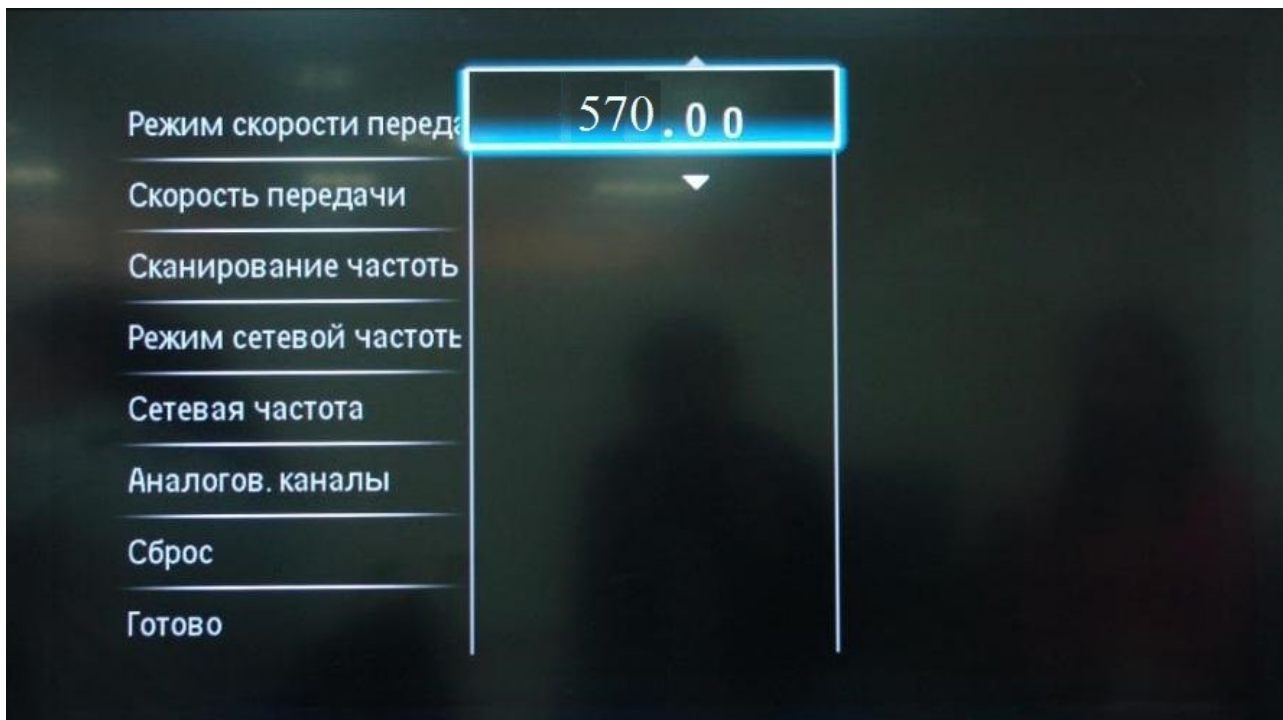 Режим скорости переда
570.00
Скорость передачи
Сканирование частоть
Режим сетевой частоть
Сетевая частота
Аналогов. каналы
Сброс
Готово